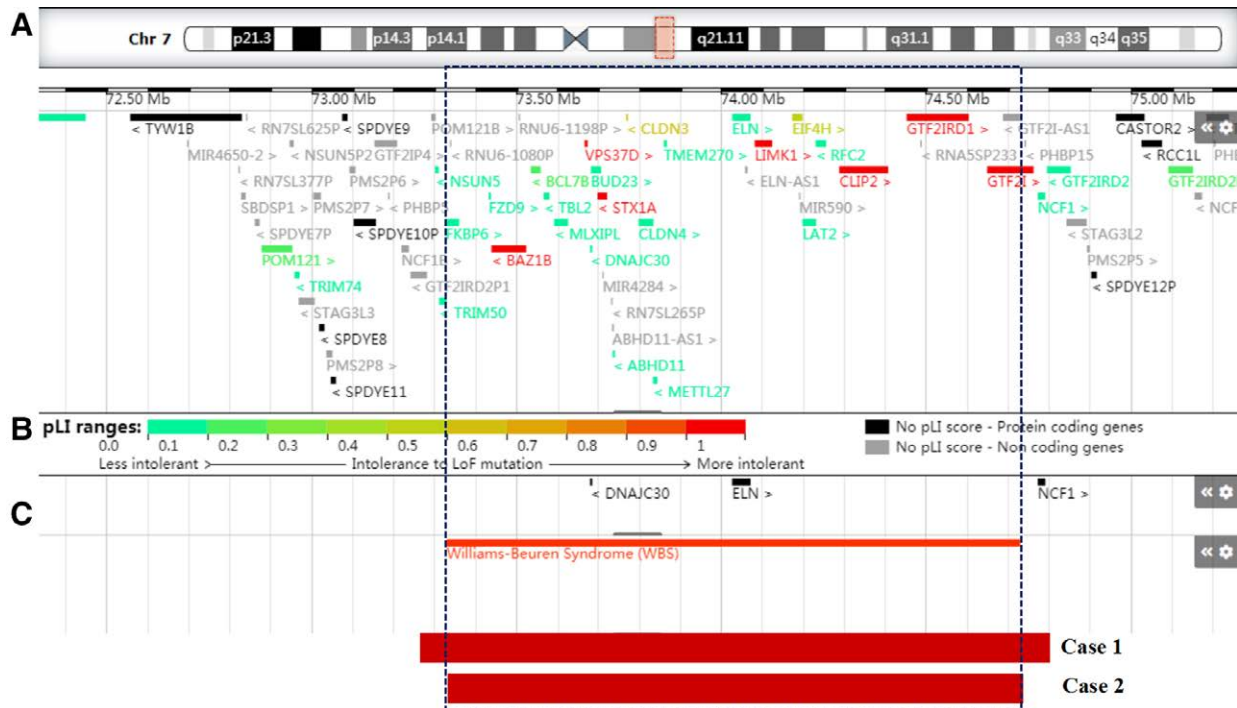 A
Chr 7
p21.3 p14.3 p14.1 q21.11 q31.1 q33 q34 q35
72.50 Mb 73.00 Mb 73.50 Mb 74.00 Mb 74.50 Mb 75.00 Mb
< TYW1B < RN7SL625P < SPDYE9 POM121B RNU6-1198P < CLDN3 ELN > EIF4H > GTF2IRD1 > < GTF2I-AS1 CASTOR2 >
MIR4650-2 > < NSUN5P2 GTF2IP4 > < RNU6-1080P VPS37D > TMEM270 > LIMK1 > < RFC2 < RNA5SP233 < PHBP15 < RCC1L
< RN7SL377P PMS2P6 > < NSUN5 < BCL7B BUD23 > < ELN-AS1 CLIP2 > GTF2I > < GTF2IRD2
SBDSP1 > PMS2P7 > < PHBP5 FZD9 > < TBL2 < STX1A MIR590 > NCF1 >
< SPDYE7P < SPDYE10P FKBP6 > < MLXIPL CLDN4 > LAT2 > < STAG3L2
POM121 > < BAZ1B < DNAJC30 PMS2P5 >
< TRIM74 < GTF2IRD2P1 MIR4284 > < SPDYE12P
< STAG3L3 < TRIM50 < RN7SL265P
< SPDYE8 ABHD11-AS1 >
PMS2P8 > < ABHD11
< SPDYE11 < METTL27
B
pLI ranges:
0.0 0.1 0.2 0.3 0.4 0.5 0.6 0.7 0.8 0.9 1
Less intolerant > Intolerance to LoF mutation > More intolerant
No pLI score - Protein coding genes
No pLI score - Non coding genes
C
< DNAJC30 ELN > NCF1 >
Williams-Beuren Syndrome (WBS)
Case 1
Case 2